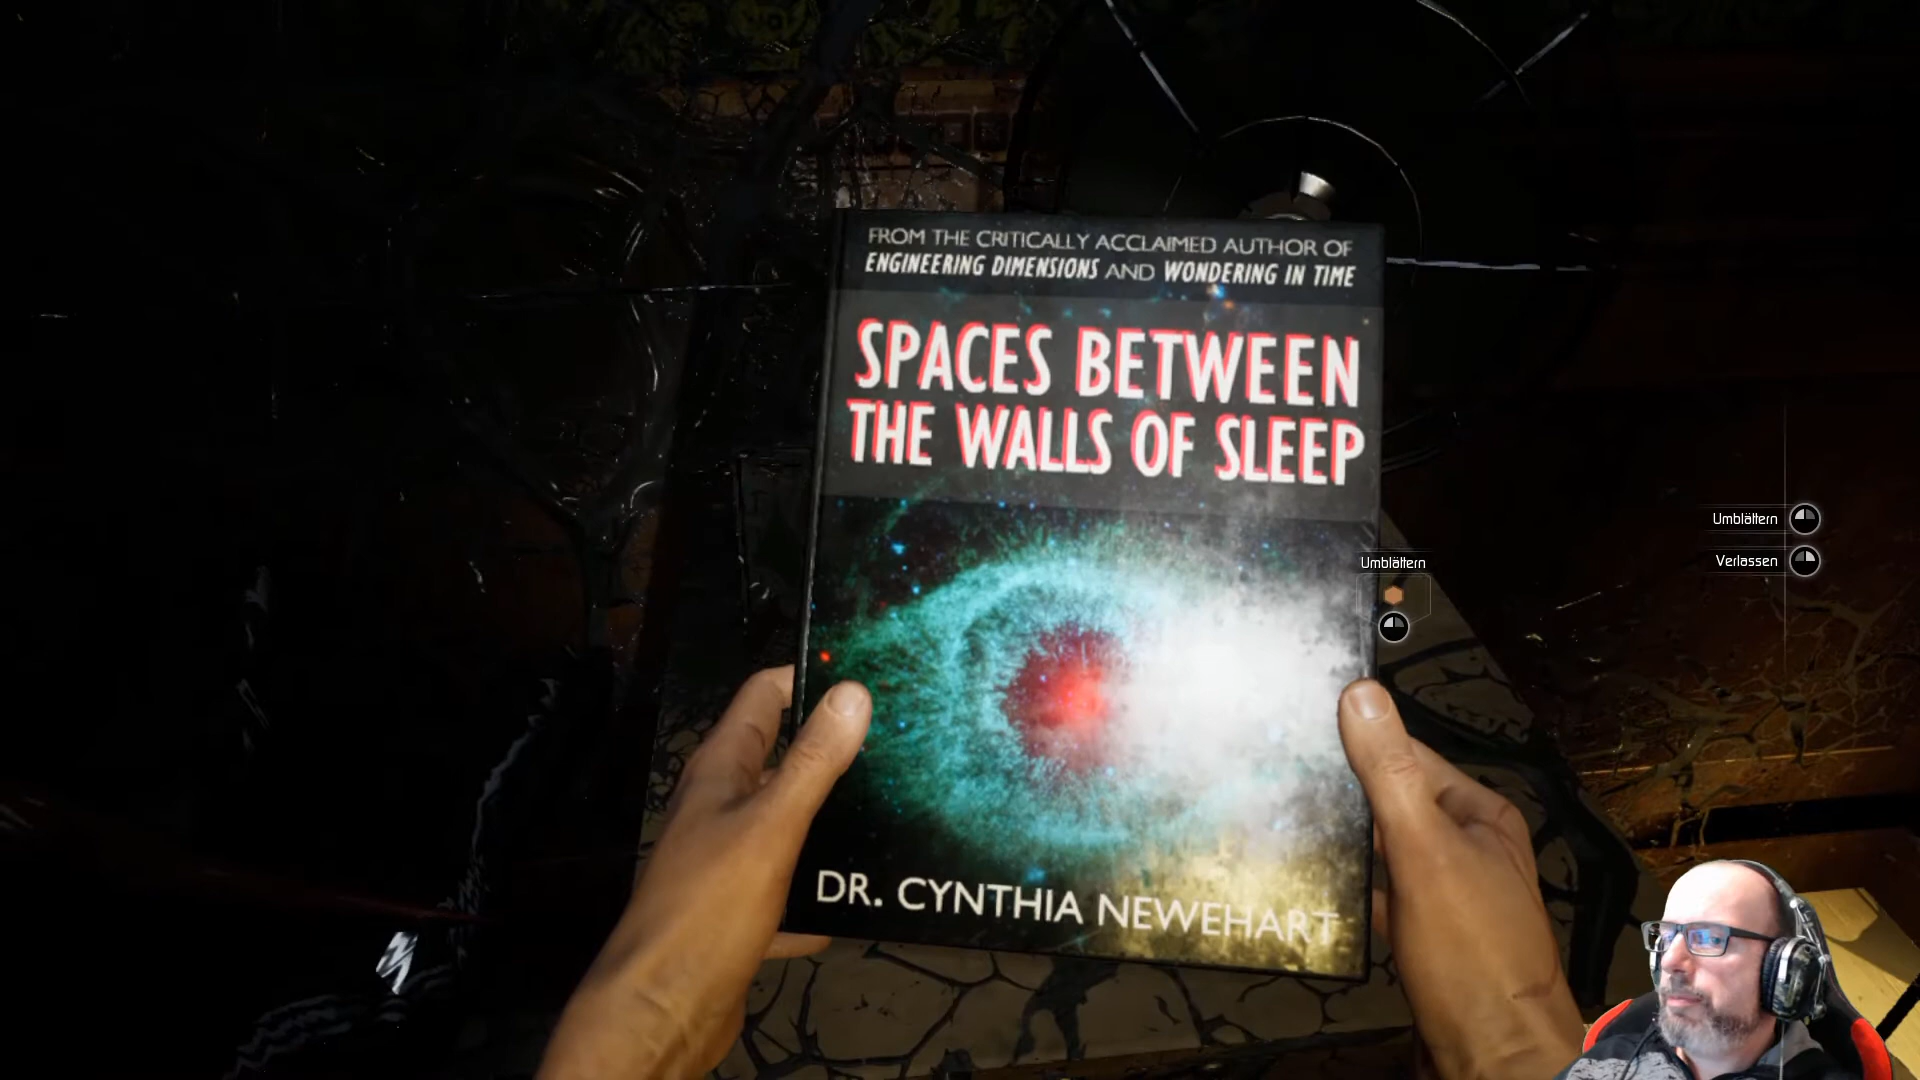 FROM THE CRITICALLY ACCLAIMED AUTHOR OF
ENGINEERING DIMENSIONS AND WONDERING IN TIME
SPACES BETWEEN
THE WALLS OF SLEEP
DR. CYNTHIA NEWEHART
Umblättern
Umblättern
Verlassen